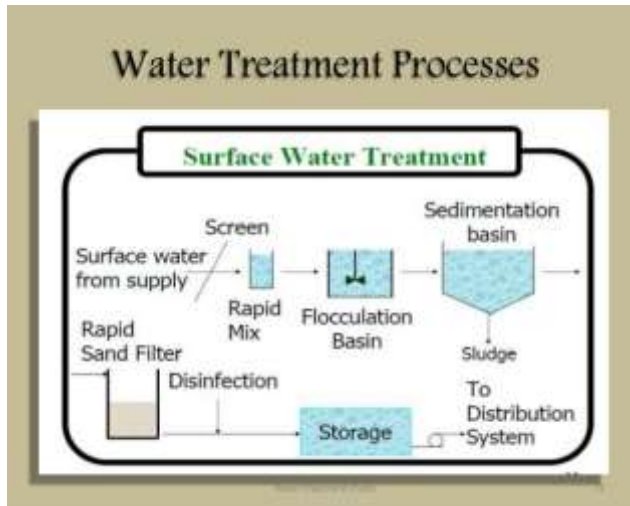 Water Treatment Processes
Surface Water Treatment
Screen
Sedimentation
basin
Surface water
from supply
Rapid
Mix
Flocculation
Basin
Sludge
Rapid
Sand Filter
Disinfection
Storage
To
Distribution
System